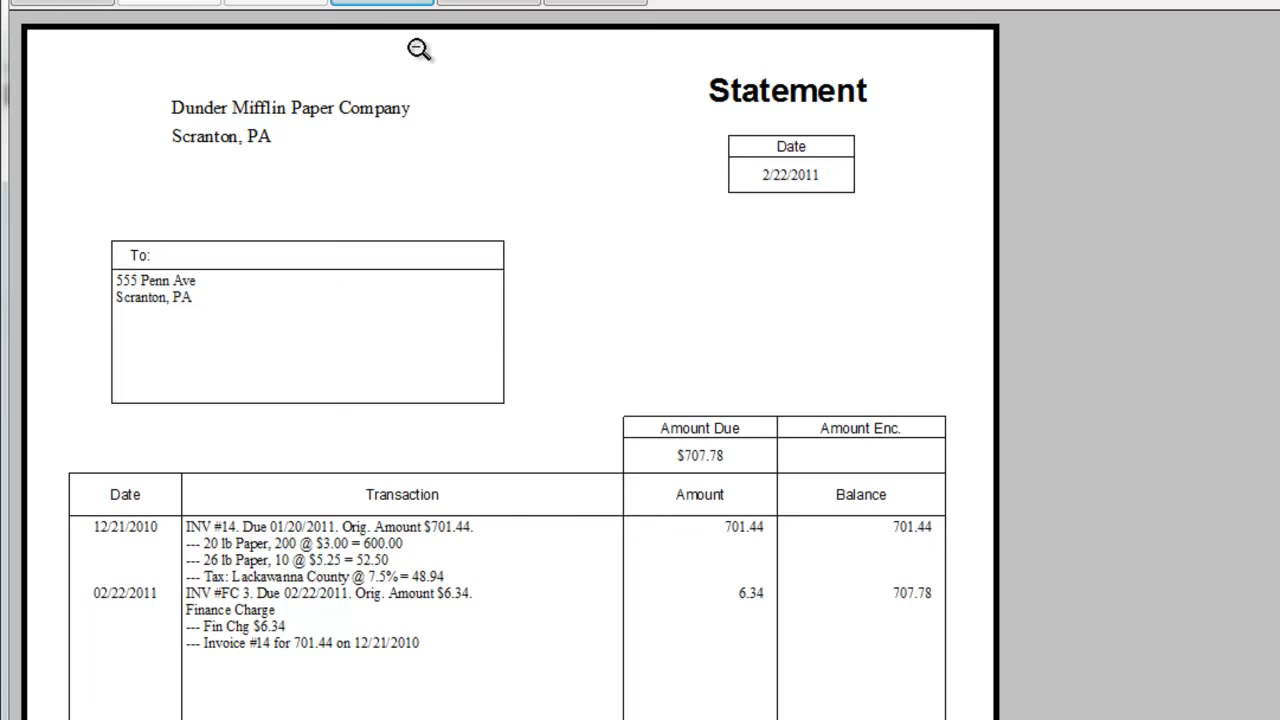 Statement
Dunder Mifflin Paper Company
Scranton, PA
Date
2/22/2011
To:
555 Penn Ave
Scranton, PA
Amount Due Amount Enc.
$707.78
Date Transaction Amount Balance
12/21/2010 INV #14. Due 01/20/2011. Orig. Amount $701.44. 701.44 701.44
--- 20 lb Paper, 200 @ $3.00 = 600.00
--- 26 lb Paper, 10 @ $5.25 = 52.50
--- Tax: Lackawanna County @ 7.5% = 48.94
02/22/2011 INV #FC 3. Due 02/22/2011. Orig. Amount $6.34. 6.34 707.78
Finance Charge
--- Fin Chg $6.34
--- Invoice #14 for 701.44 on 12/21/2010